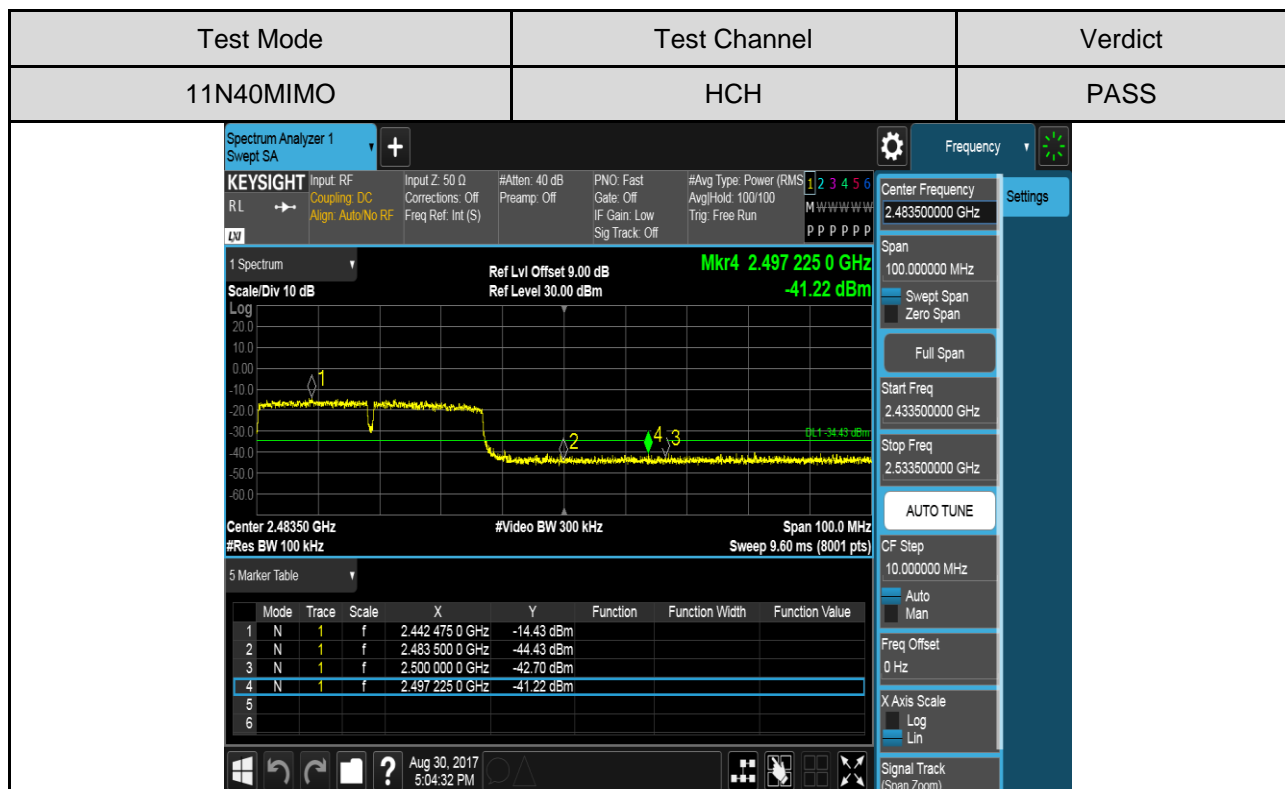 Test Mode Test Channel Verdict
11N40MIMO HCH PASS
Spectrum Analyzer 1
Swept SA
+
Frequency
KEYSIGHT Input: RF Input Z: 50 Ω #Atten: 40 dB PNO: Fast #Avg Type: Power (RMS 1 2 3 4 5 6
RL Coupling: DC Corrections: Off Preamp: Off Gate: Off Avg|Hold: 100/100 M W W W W W
Align: Auto/No RF Freq Ref: Int (S) IF Gain: Low Trig: Free Run
LXI Sig Track: Off P P P P P P
1 Spectrum Ref Lvl Offset 9.00 dB Mkr4 2.497 225 0 GHz
Scale/Div 10 dB Ref Level 30.00 dBm -41.22 dBm
Log
20.0
10.0
0.00
-10.0
-20.0
-30.0
-40.0
-50.0
-60.0
1
2
4 3
DL1 -34.43 dBm
Center 2.48350 GHz #Video BW 300 kHz Span 100.0 MHz
#Res BW 100 kHz Sweep 9.60 ms (8001 pts)
5 Marker Table
Mode Trace Scale X Y Function Function Width Function Value
1 N 1 f 2.442 475 0 GHz -14.43 dBm
2 N 1 f 2.483 500 0 GHz -44.43 dBm
3 N 1 f 2.500 000 0 GHz -42.70 dBm
4 N 1 f 2.497 225 0 GHz -41.22 dBm
5
6
?
Aug 30, 2017
5:04:32 PM
Center Frequency
2.483500000 GHz
Settings
Span
100.000000 MHz
Swept Span
Zero Span
Full Span
Start Freq
2.433500000 GHz
Stop Freq
2.533500000 GHz
AUTO TUNE
CF Step
10.000000 MHz
Auto
Man
Freq Offset
0 Hz
X Axis Scale
Log
Lin
Signal Track
(Span Zoom)